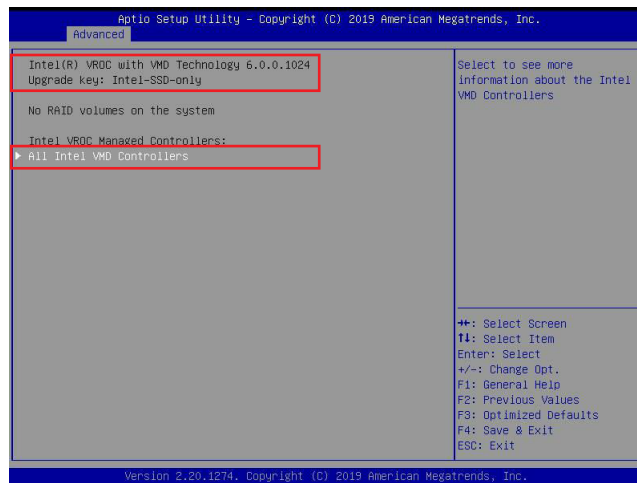 Aptio Setup Utility – Copyright (C) 2019 American Megatrends, Inc.
Advanced
Intel(R) VROC with VMD Technology 6.0.0.1024
Upgrade key: Intel-SSD-only
No RAID volumes on the system
Intel VROC Managed Controllers:
▶ All Intel VMD Controllers
Select to see more
information about the Intel
VMD Controllers
→←: Select Screen
↑↓: Select Item
Enter: Select
+/-: Change Opt.
F1: General Help
F2: Previous Values
F3: Optimized Defaults
F4: Save & Exit
ESC: Exit
Version 2.20.1274. Copyright (C) 2019 American Megatrends, Inc.